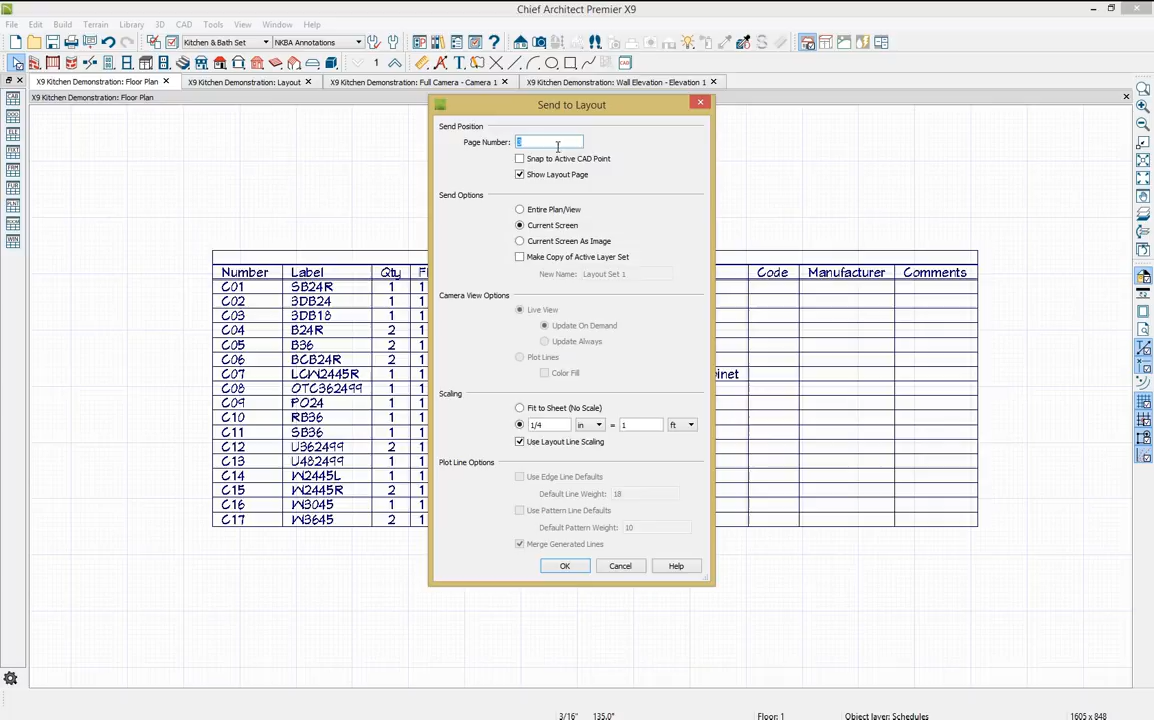 Chief Architect Premier X9
File Edit Build Terrain Library 3D CAD Tools View Window Help
Kitchen & Bath Set NKBA Annotations
1
X9 Kitchen Demonstration: Floor Plan X9 Kitchen Demonstration: Layout X9 Kitchen Demonstration: Full Camera - Camera 1 X9 Kitchen Demonstration: Wall Elevation - Elevation 1
X9 Kitchen Demonstration: Floor Plan
Send to Layout
Send Position
Page Number: 3
Snap to Active CAD Point
Show Layout Page
Send Options
Entire Plan/View
Current Screen
Current Screen As Image
Make Copy of Active Layer Set
New Name: Layout Set 1
Camera View Options
Live View
Update On Demand
Update Always
Plot Lines
Color Fill
Scaling
Fit to Sheet (No Scale)
1/4 in = 1 ft
Use Layout Line Scaling
Plot Line Options
Use Edge Line Defaults
Default Line Weight: 18
Use Pattern Line Defaults
Default Pattern Weight: 10
Merge Generated Lines
OK Cancel Help
Number Label Qty Fl Code Manufacturer Comments
C01 SB24R 1 1
C02 3DB24 1 1
C03 3DB18 1 1
C04 B24R 2 1
C05 B36 2 1
C06 BCB24R 1 1
C07 LCW2445R 1 1 inet
C08 OTC362499 1 1
C09 PO24 1 1
C10 RB36 1 1
C11 SB36 1 1
C12 U362499 2 1
C13 U482499 1 1
C14 W2445L 1 1
C15 W2445R 2 1
C16 W3045 1 1
C17 W3645 2 1
3/16" 135.0° Floor: 1 Object layer: Schedules 1605 x 848